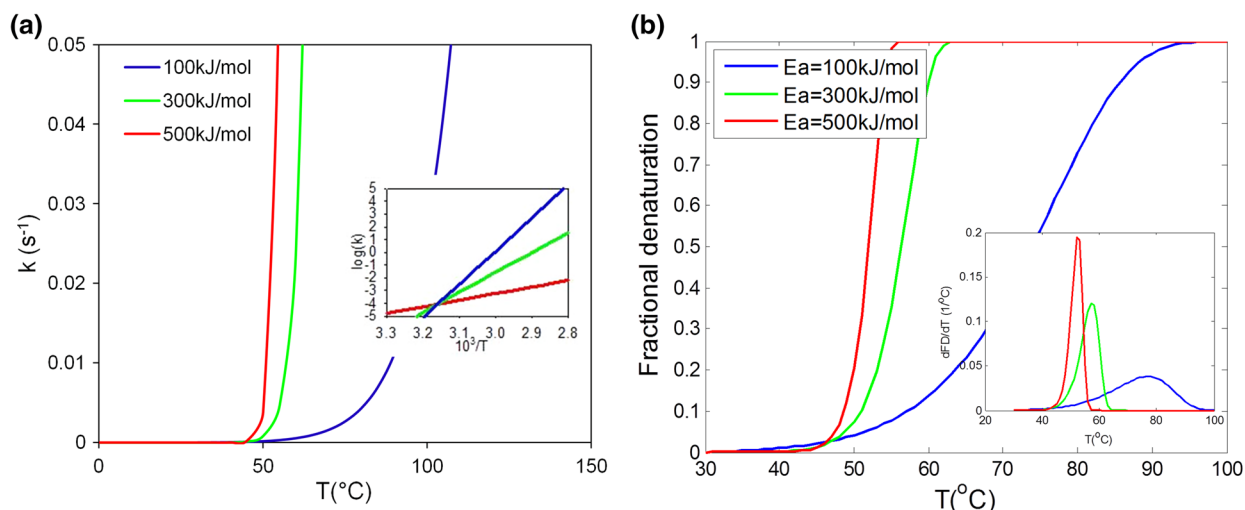 (a)
0.05
0.04
0.03
0.02
0.01
0
k (s-1)
100kJ/mol
300kJ/mol
500kJ/mol
5
4
3
2
1
0
-1
-2
-3
-4
-5
log(k)
3.3 3.2 3.1 3.0 2.9 2.8
10³/T
0 50 100 150
T(°C)
(b)
1
0.9
0.8
0.7
0.6
0.5
0.4
0.3
0.2
0.1
0
Fractional denaturation
Ea=100kJ/mol
Ea=300kJ/mol
Ea=500kJ/mol
0.2
0.15
0.1
0.05
0
dFD/dT (1/°C)
20 40 60 80 100
T(°C)
30 40 50 60 70 80 90 100
T(°C)